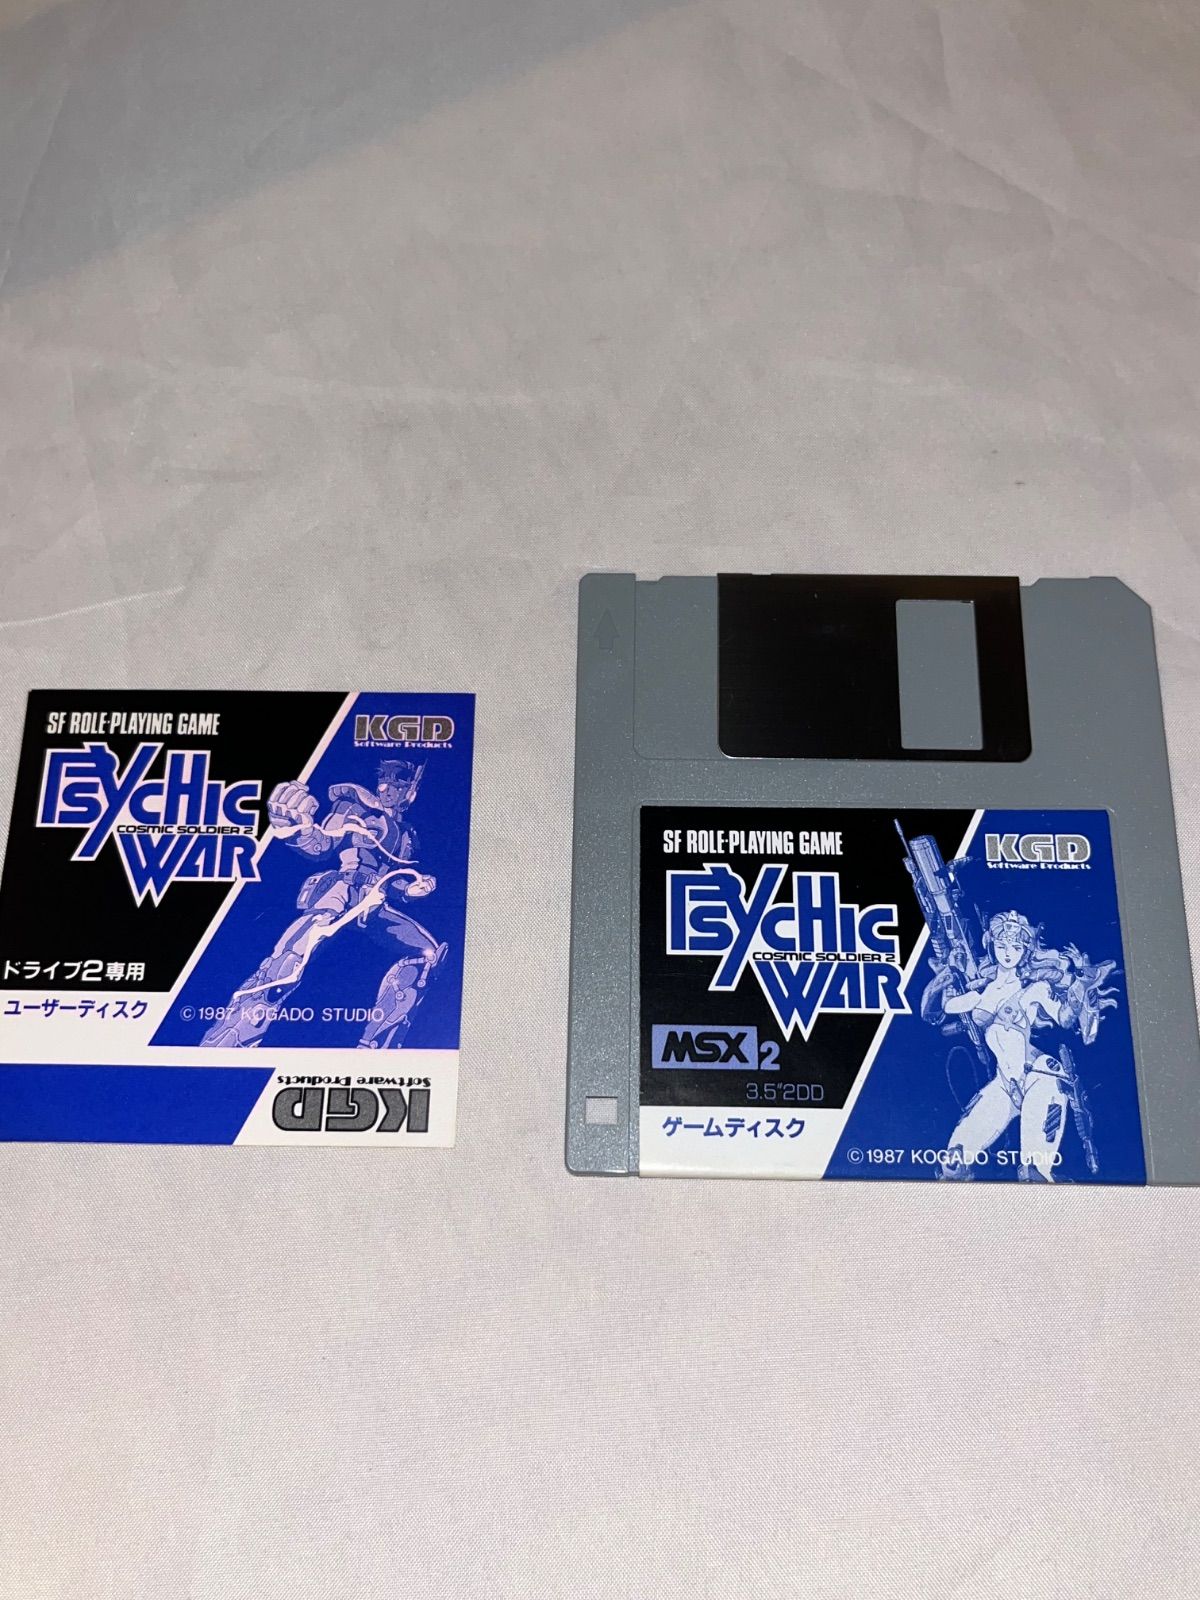 SF ROLE-PLAYING GAME
KGD
Software Products
PSYCHIC
COSMIC SOLDIER 2
WAR
ドライブ2専用
ユーザーディスク
©1987 KOGADO STUDIO
KGD
Software Products
SF ROLE-PLAYING GAME
KGD
Software Products
PSYCHIC
COSMIC SOLDIER 2
WAR
MSX2
3.5"2DD
ゲームディスク
©1987 KOGADO STUDIO